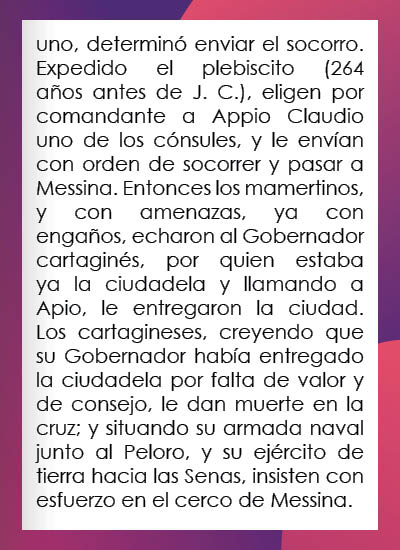 uno, determinó enviar el socorro.
Expedido el plebiscito (264
años antes de J. C.), eligen por
comandante a Appio Claudio
uno de los cónsules, y le envían
con orden de socorrer y pasar a
Messina. Entonces los mamertinos,
y con amenazas, ya con
engaños, echaron al Gobernador
cartaginés, por quien estaba
ya la ciudadela y llamando a
Apio, le entregaron la ciudad.
Los cartagineses, creyendo que
su Gobernador había entregado
la ciudadela por falta de valor y
de consejo, le dan muerte en la
cruz; y situando su armada naval
junto al Peloro, y su ejército de
tierra hacia las Senas, insisten con
esfuerzo en el cerco de Messina.